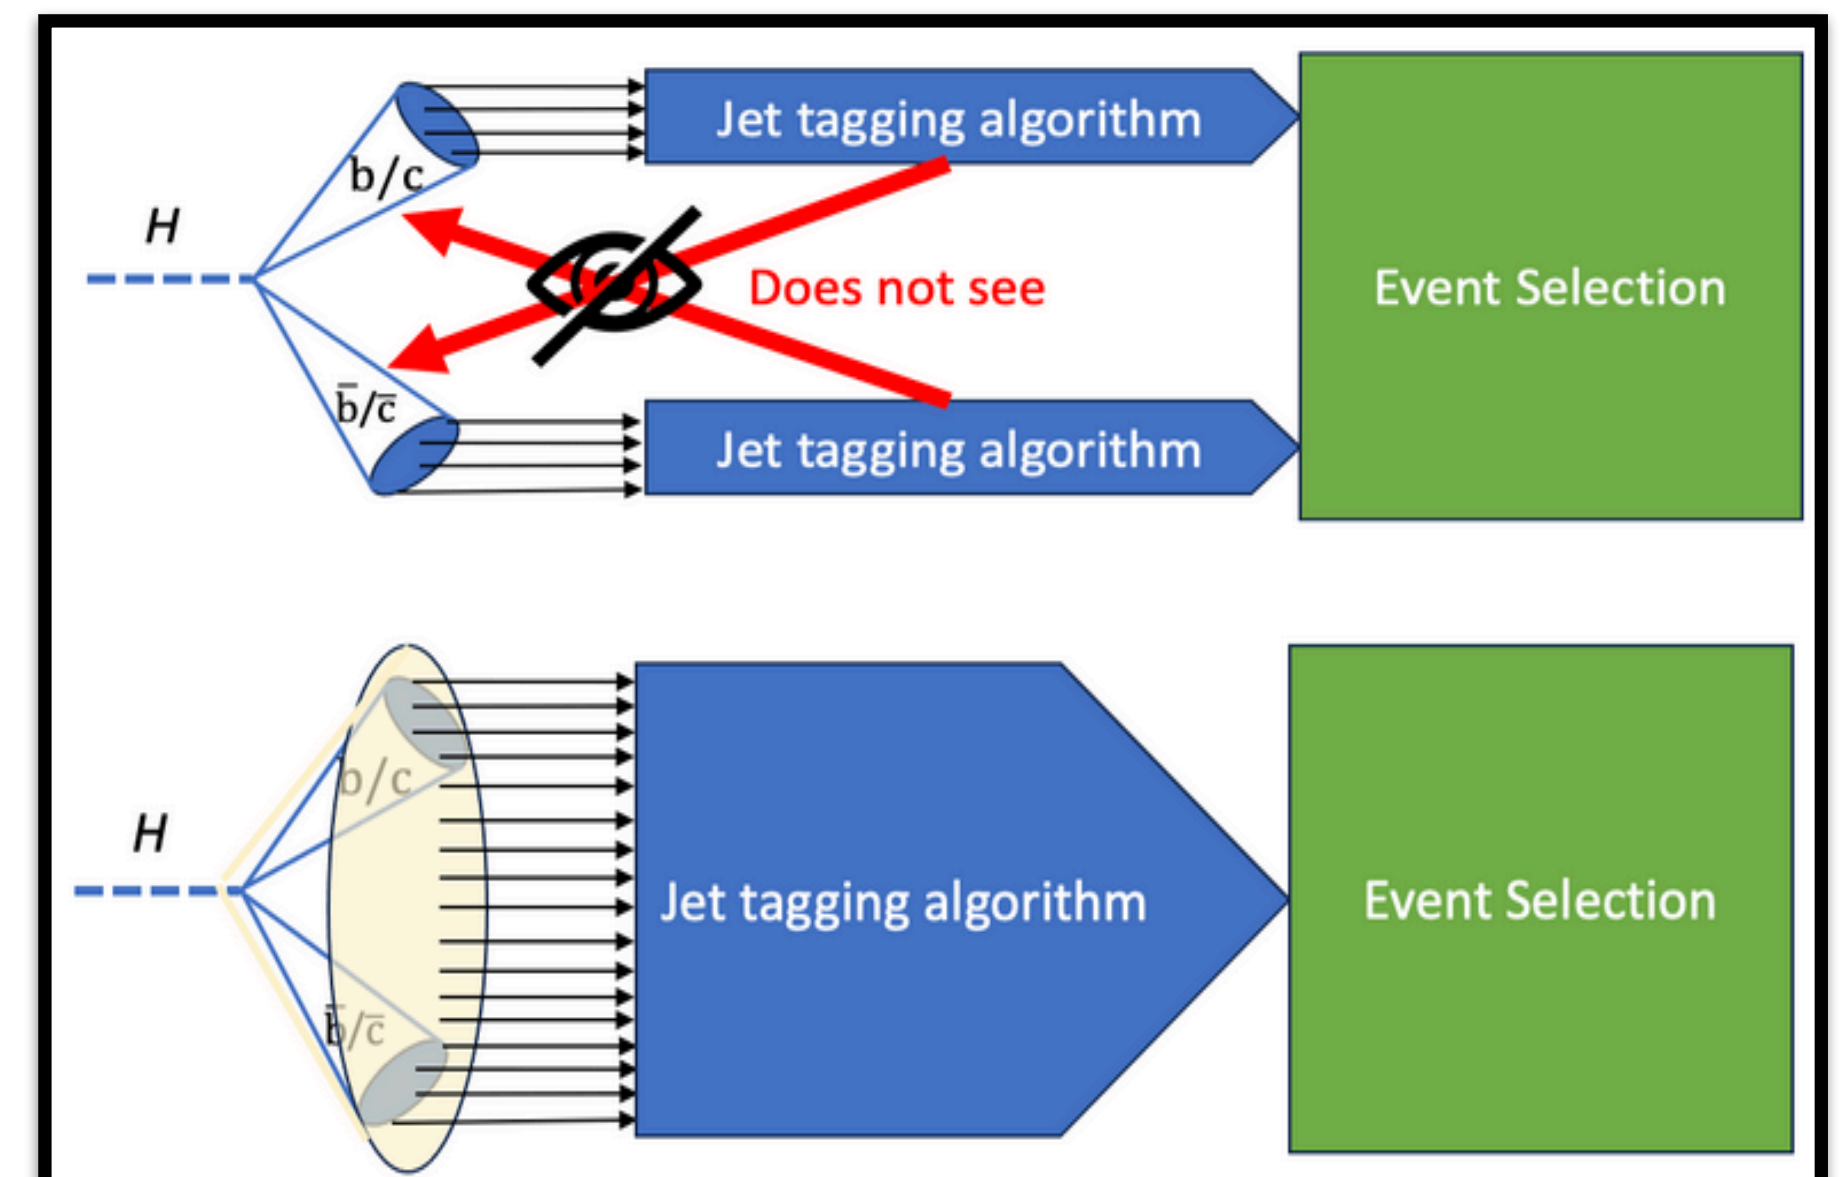 Jet tagging algorithm
b/c
H
Does not see
Event Selection
b̅/c̅
Jet tagging algorithm
b/c
H
Jet tagging algorithm
Event Selection
b̅/c̅